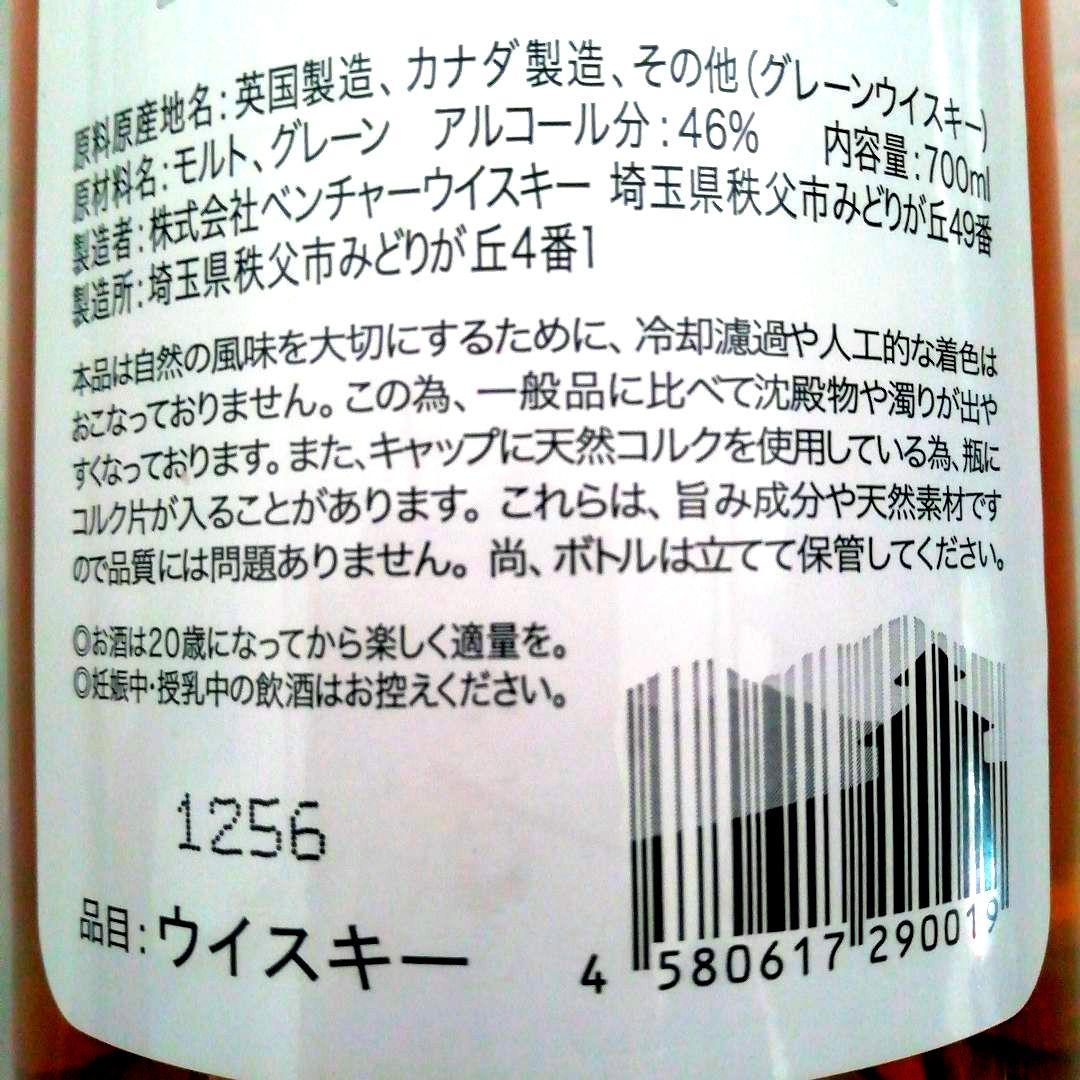 原料原産地名：英国製造、カナダ製造、その他(グレーンウイスキー)
原材料名：モルト、グレーン　アルコール分：46%　内容量：700ml
製造者：株式会社ベンチャーウイスキー 埼玉県秩父市みどりが丘49番
製造所：埼玉県秩父市みどりが丘4番1
本品は自然の風味を大切にするために、冷却濾過や人工的な着色は
おこなっておりません。この為、一般品に比べて沈殿物や濁りが出や
すくなっております。また、キャップに天然コルクを使用している為、瓶に
コルク片が入ることがあります。これらは、旨み成分や天然素材です
ので品質には問題ありません。尚、ボトルは立てて保管してください。
◎お酒は20歳になってから楽しく適量を。
◎妊娠中・授乳中の飲酒はお控えください。
1256
品目：ウイスキー
4 580617 290019